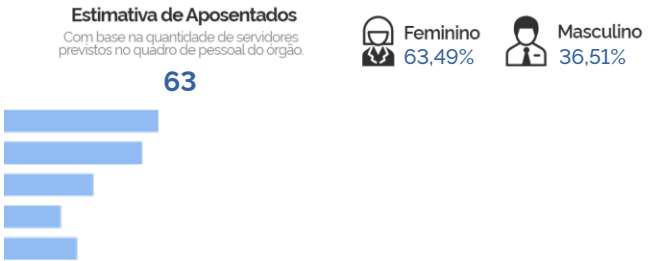 Estimativa de Aposentados
Com base na quantidade de servidores
previstos no quadro de pessoal do órgão.
63
Feminino
63,49%
Masculino
36,51%